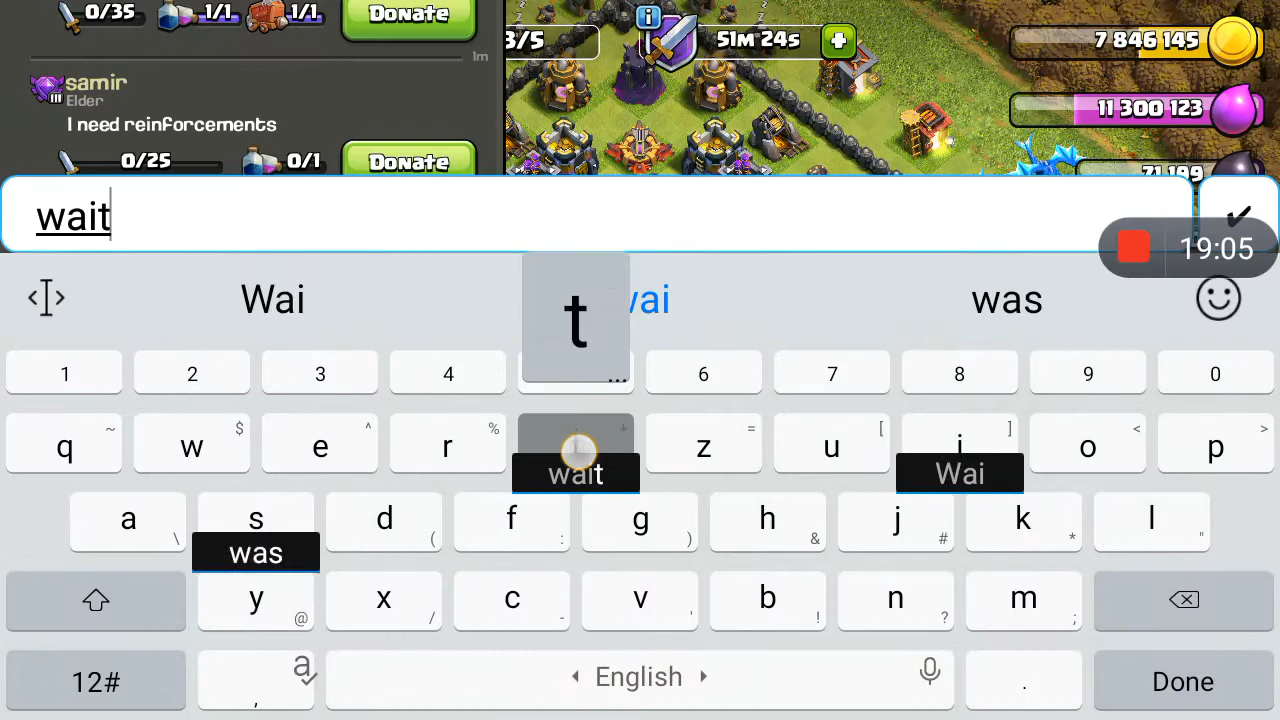 0/35 1/1 1/1 Donate
1m
samir
Elder
I need reinforcements
0/25 0/1 Donate
3/5 51M 24S +
7 846 145
11 300 123
71 199
wait
19:05
Wai was
t
1 2 3 4 6 7 8 9 0
q ~ w $ e ^ r % + z = u [ i ] o < p >
wait Wai
a \ s d ( f : g ) h & j # k * l "
was
y @ x / c - v ' b ! n ? m ;
12# , English . Done